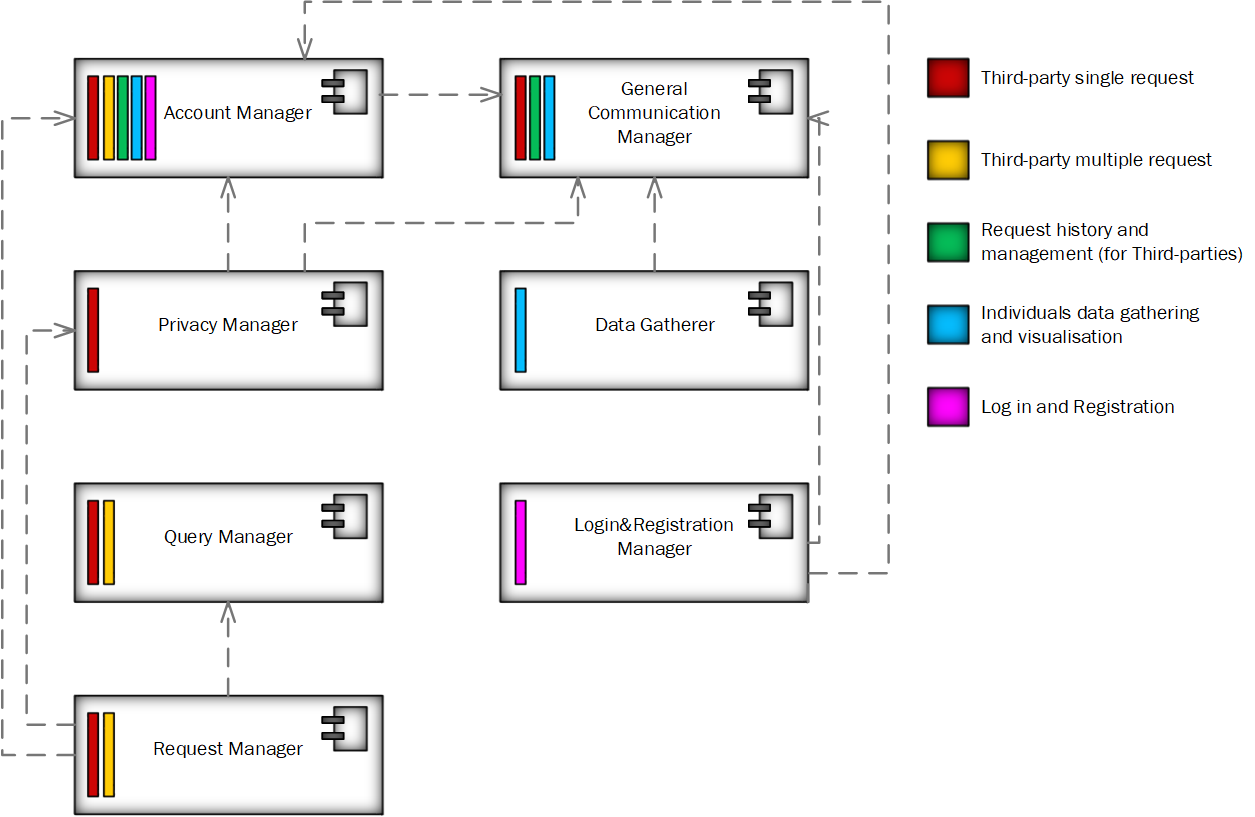 Account Manager
General
Communication
Manager
Privacy Manager
Data Gatherer
Query Manager
Login&Registration
Manager
Request Manager
Third-party single request
Third-party multiple request
Request history and
management (for Third-parties)
Individuals data gathering
and visualisation
Log in and Registration